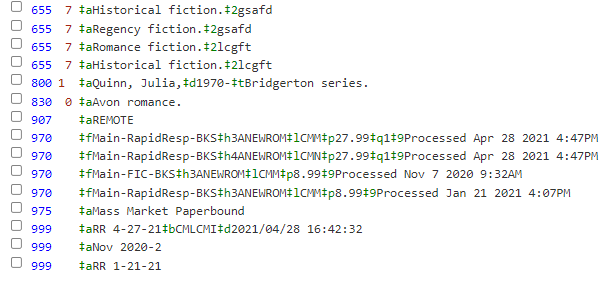 655 7 ‡aHistorical fiction.‡2gsafd
655 7 ‡aRegency fiction.‡2gsafd
655 7 ‡aRomance fiction.‡2lcgft
655 7 ‡aHistorical fiction.‡2lcgft
800 1 ‡aQuinn, Julia,‡d1970-‡tBridgerton series.
830 0 ‡aAvon romance.
907 ‡aREMOTE
970 ‡fMain-RapidResp-BKS‡h3ANEWROM‡lCMM‡p27.99‡q1‡9Processed Apr 28 2021 4:47PM
970 ‡fMain-RapidResp-BKS‡h4ANEWROM‡lCMN‡p27.99‡q1‡9Processed Apr 28 2021 4:47PM
970 ‡fMain-FIC-BKS‡h3ANEWROM‡lCMM‡p8.99‡9Processed Nov 7 2020 9:32AM
970 ‡fMain-RapidResp-BKS‡h3ANEWROM‡lCMM‡p8.99‡9Processed Jan 21 2021 4:07PM
975 ‡aMass Market Paperbound
999 ‡aRR 4-27-21‡bCMLCMI‡d2021/04/28 16:42:32
999 ‡aNov 2020-2
999 ‡aRR 1-21-21